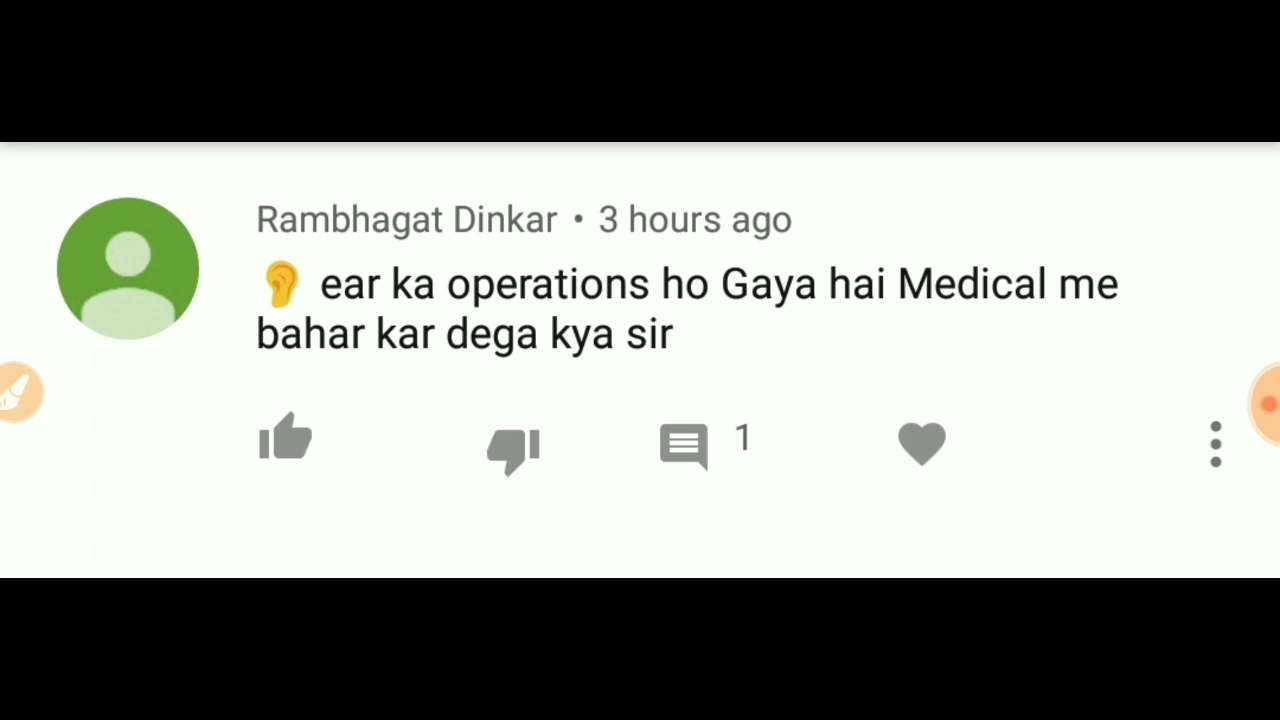 Rambhagat Dinkar • 3 hours ago
👂 ear ka operations ho Gaya hai Medical me
bahar kar dega kya sir
1